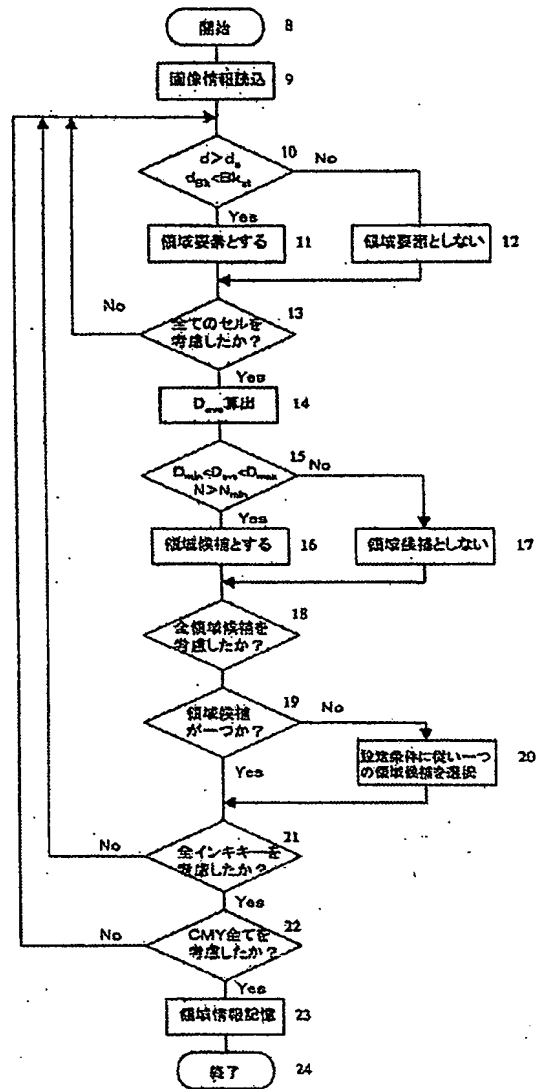 開始 8
画像情報読込 9
10
d>dₛ No
d_Bk<Bk_st
Yes
領域要素とする 11 領域要素としない 12
No 13
全てのセルを
考慮したか?
Yes
D_ave算出 14
15
D_min<D_ave<D_max No
N>N_min
Yes
領域候補とする 16 領域候補としない 17
18
全領域候補を
考慮したか?
19
領域候補 No
が一つか?
設定条件に従い一つ 20
の領域候補を選択
Yes
21
No 全インキキーを
考慮したか?
Yes
22
No CMY全てを
考慮したか?
Yes
領域情報記憶 23
終了 24